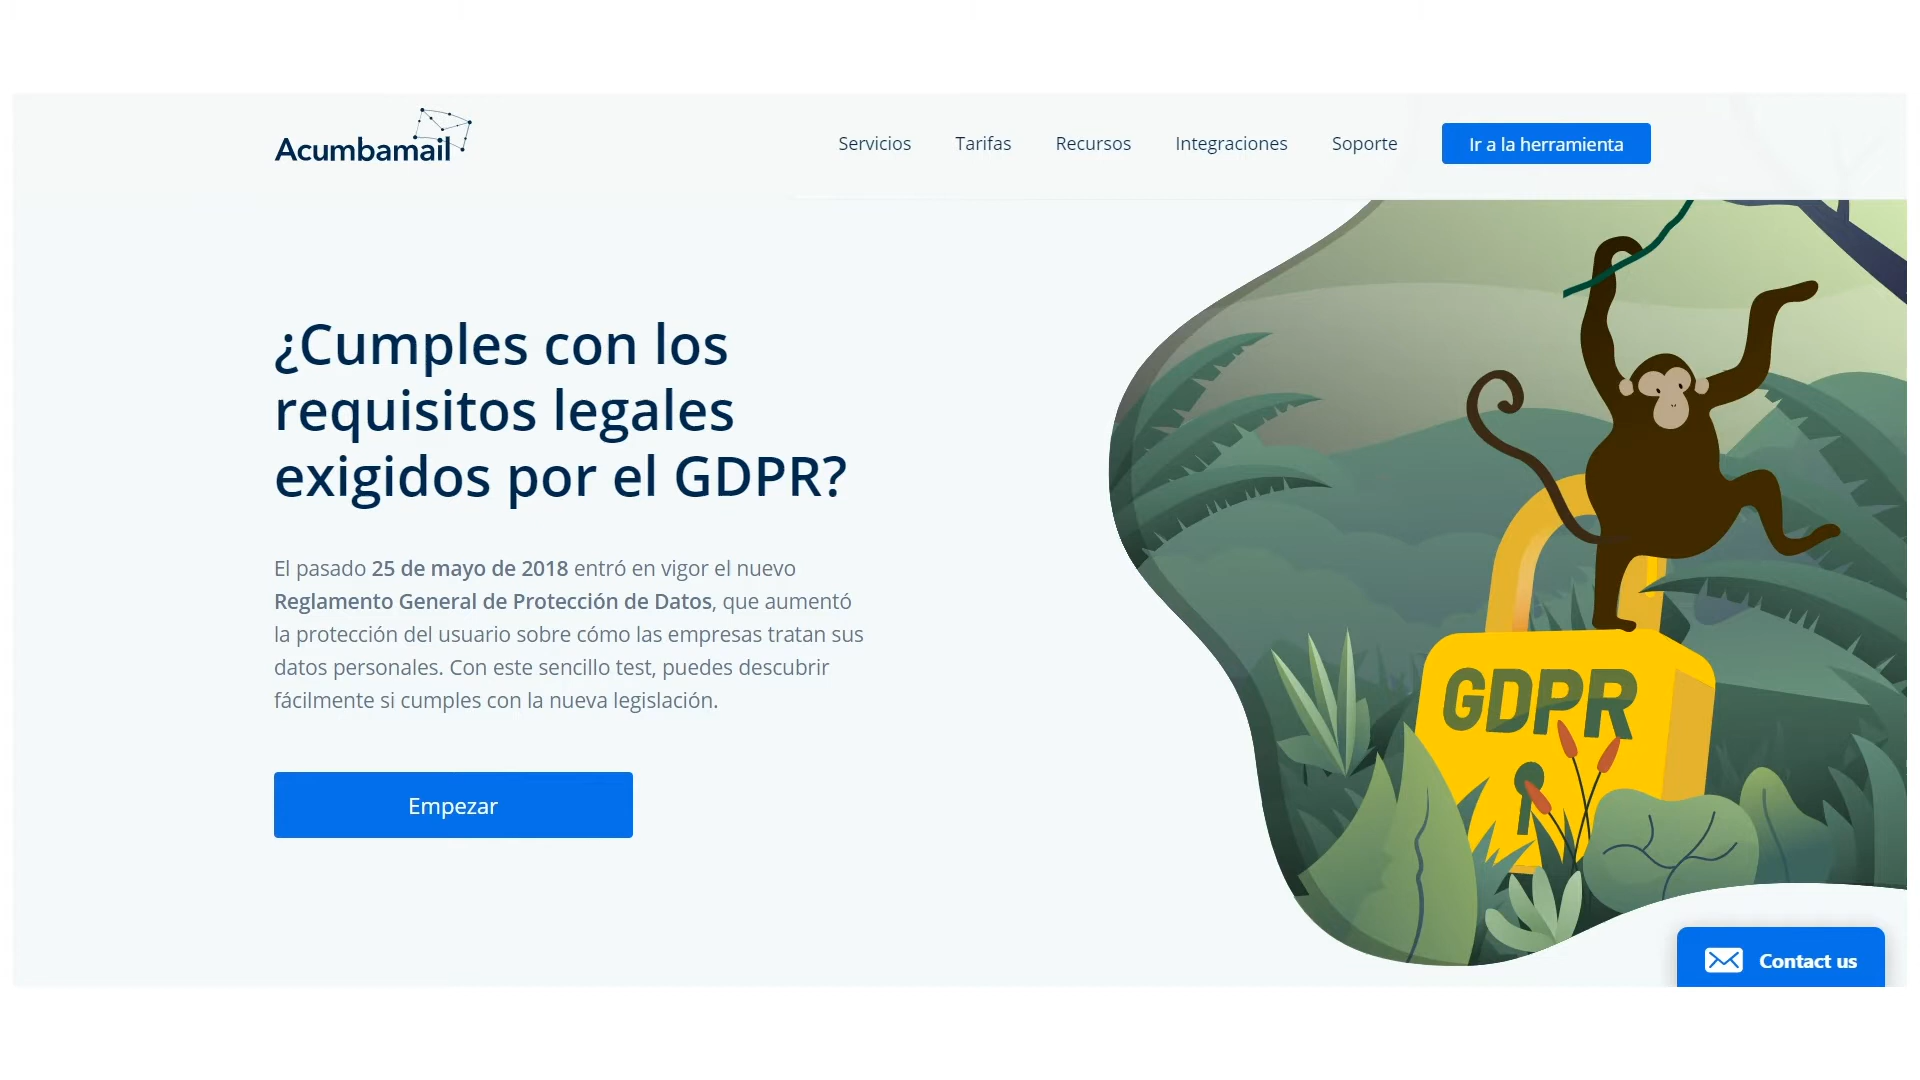 Acumbamail
Servicios
Tarifas
Recursos
Integraciones
Soporte
Ir a la herramienta
¿Cumples con los
requisitos legales
exigidos por el GDPR?
El pasado 25 de mayo de 2018 entró en vigor el nuevo
Reglamento General de Protección de Datos, que aumentó
la protección del usuario sobre cómo las empresas tratan sus
datos personales. Con este sencillo test, puedes descubrir
fácilmente si cumples con la nueva legislación.
Empezar
GDPR
Contact us